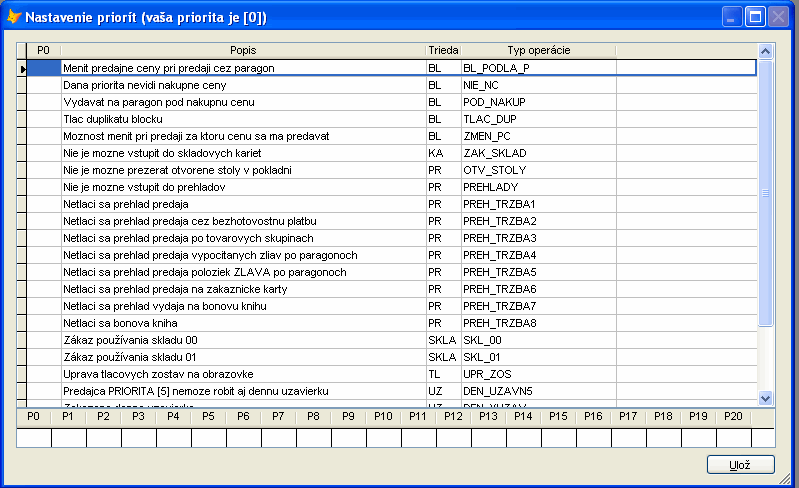 Nastavenie priorít (vaša priorita je [0])
P0 Popis Trieda Typ operácie
Menit predajne ceny pri predaji cez paragon BL BL_PODLA_P
Dana priorita nevidi nakupne ceny BL NIE_NC
Vydavat na paragon pod nakupnu cenu BL POD_NAKUP
Tlac duplikatu blocku BL TLAC_DUP
Moznost menit pri predaji za ktoru cenu sa ma predavat BL ZMEN_PC
Nie je mozne vstupit do skladovych kariet KA ZAK_SKLAD
Nie je mozne prezerat otvorene stoly v pokladni PR OTV_STOLY
Nie je mozne vstupit do prehladov PR PREHLADY
Netlaci sa prehlad predaja PR PREH_TRZBA1
Netlaci sa prehlad predaja cez bezhotovostnu platbu PR PREH_TRZBA2
Netlaci sa prehlad predaja po tovarovych skupinach PR PREH_TRZBA3
Netlaci sa prehlad predaja vypocitanych zliav po paragonoch PR PREH_TRZBA4
Netlaci sa prehlad predaja poloziek ZLAVA po paragonoch PR PREH_TRZBA5
Netlaci sa prehlad predaja na zakaznicke karty PR PREH_TRZBA6
Netlaci sa prehlad vydaja na bonovu knihu PR PREH_TRZBA7
Netlaci sa bonova kniha PR PREH_TRZBA8
Zákaz používania skladu 00 SKLA SKL_00
Zákaz používania skladu 01 SKLA SKL_01
Uprava tlacovych zostav na obrazovke TL UPR_ZOS
Predajca PRIORITA [5] nemoze robit aj dennu uzavierku UZ DEN_UZAVN5
P0 P1 P2 P3 P4 P5 P6 P7 P8 P9 P10 P11 P12 P13 P14 P15 P16 P17 P18 P19 P20
Ulož